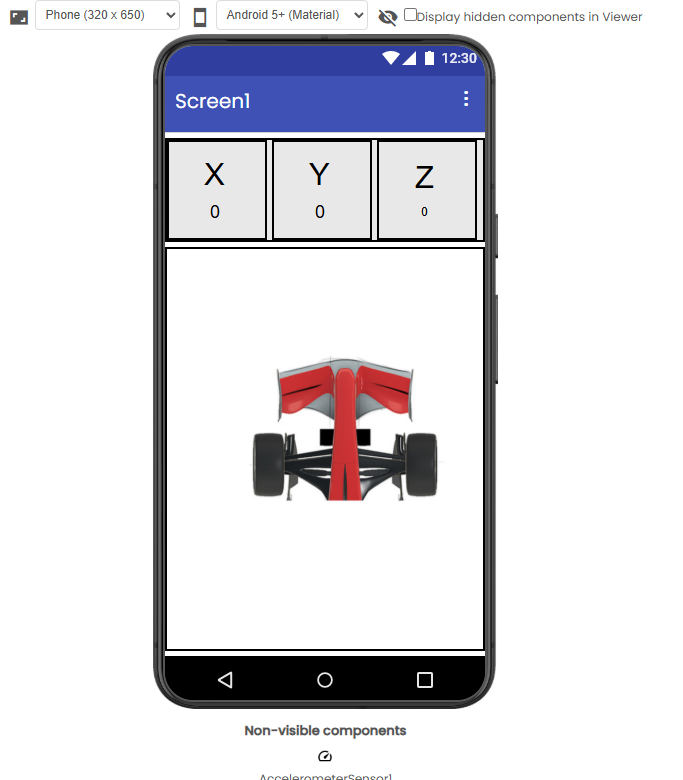 Phone (320 x 650)
Android 5+ (Material)
Display hidden components in Viewer
12:30
Screen1
X
Y
Z
0
0
0
Non-visible components
AccelerometerSensor1